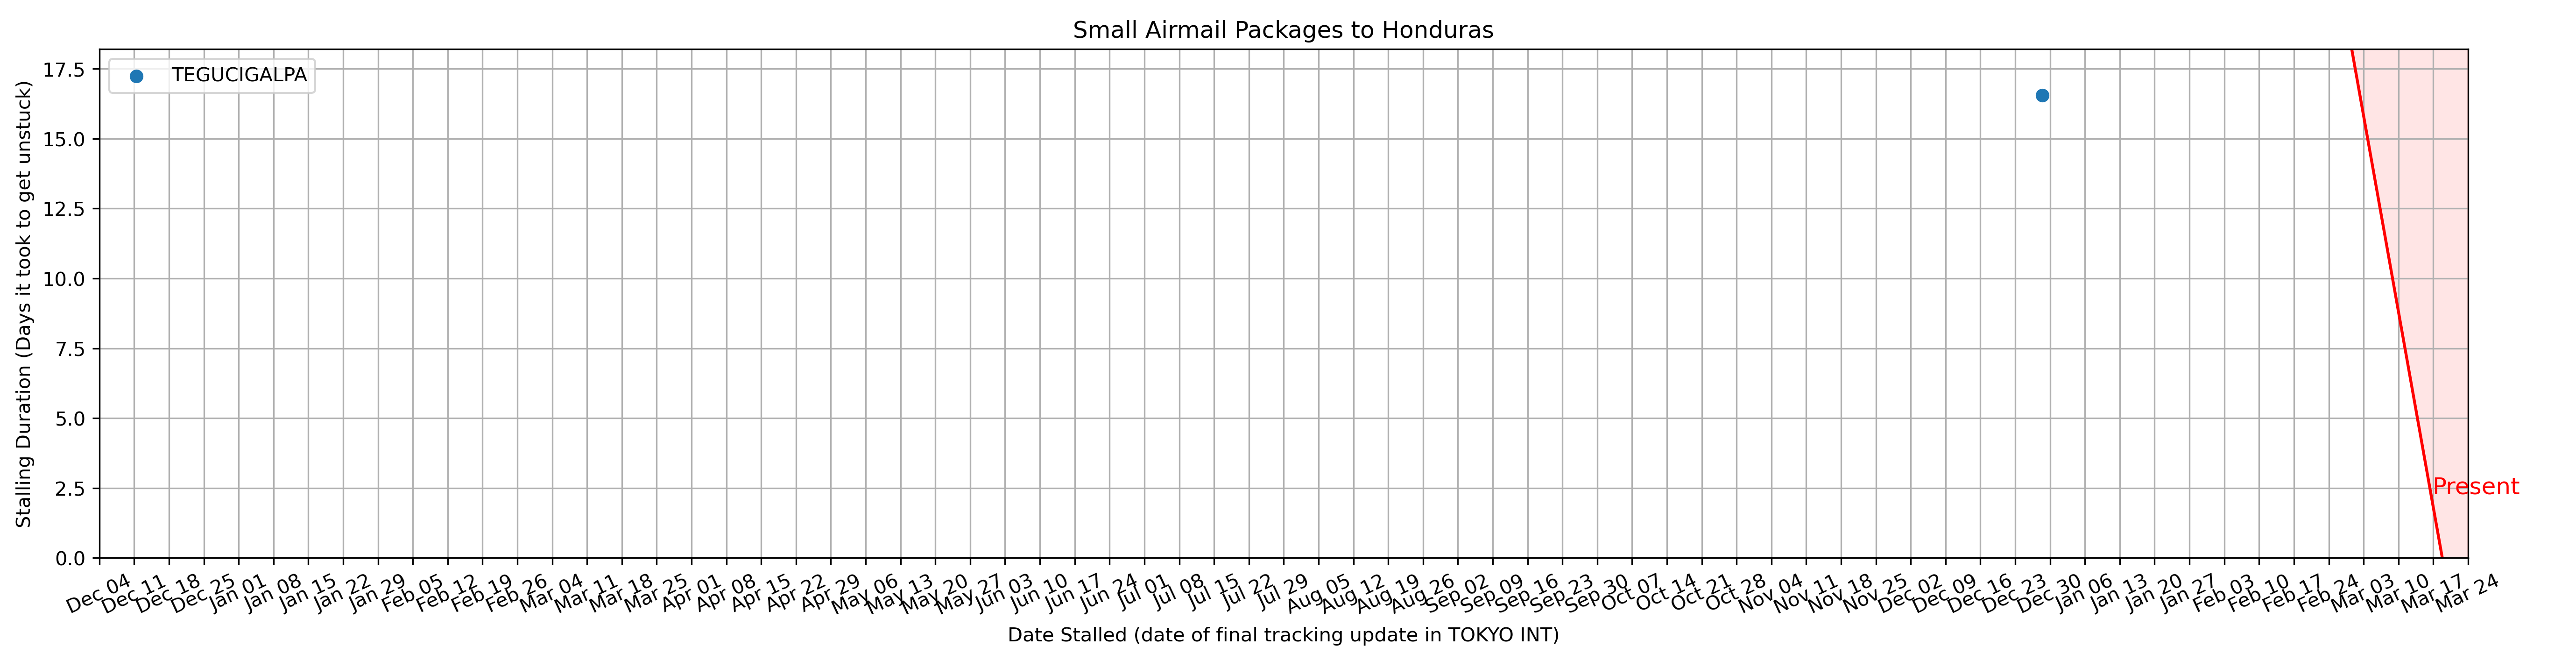 Small Airmail Packages to Honduras
TEGUCIGALPA
Stalling Duration (Days it took to get unstuck)
17.5
15.0
12.5
10.0
7.5
5.0
2.5
0.0
Present
Dec 04 Dec 11 Dec 18 Dec 25 Jan 01 Jan 08 Jan 15 Jan 22 Jan 29 Feb 05 Feb 12 Feb 19 Feb 26 Mar 04 Mar 11 Mar 18 Mar 25 Apr 01 Apr 08 Apr 15 Apr 22 Apr 29 May 06 May 13 May 20 May 27 Jun 03 Jun 10 Jun 17 Jun 24 Jul 01 Jul 08 Jul 15 Jul 22 Jul 29 Aug 05 Aug 12 Aug 19 Aug 26 Sep 02 Sep 09 Sep 16 Sep 23 Sep 30 Oct 07 Oct 14 Oct 21 Oct 28 Nov 04 Nov 11 Nov 18 Nov 25 Dec 02 Dec 09 Dec 16 Dec 23 Dec 30 Jan 06 Jan 13 Jan 20 Jan 27 Feb 03 Feb 10 Feb 17 Feb 24 Mar 03 Mar 10 Mar 17 Mar 24
Date Stalled (date of final tracking update in TOKYO INT)